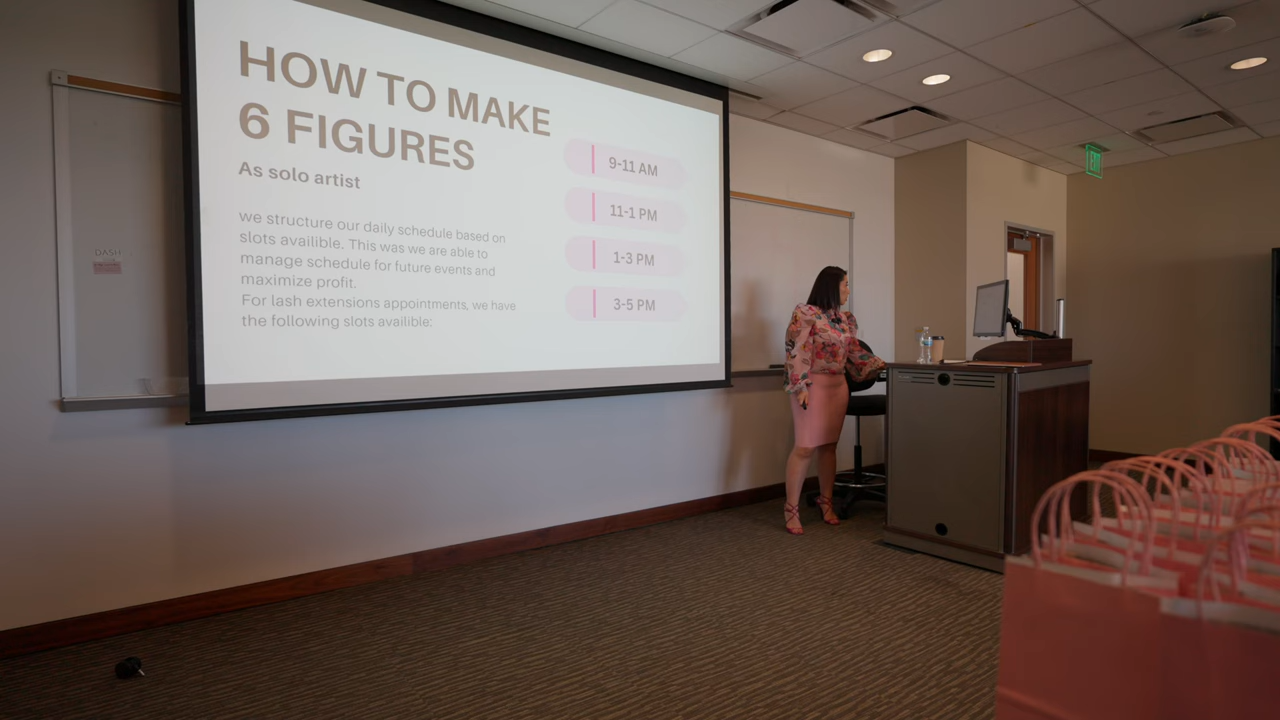 HOW TO MAKE
6 FIGURES
As solo artist
we structure our daily schedule based on
slots availible. This was we are able to
manage schedule for future events and
maximize profit.
For lash extensions appointments, we have
the following slots availible:
9-11 AM
11-1 PM
1-3 PM
3-5 PM
DASH
EXIT